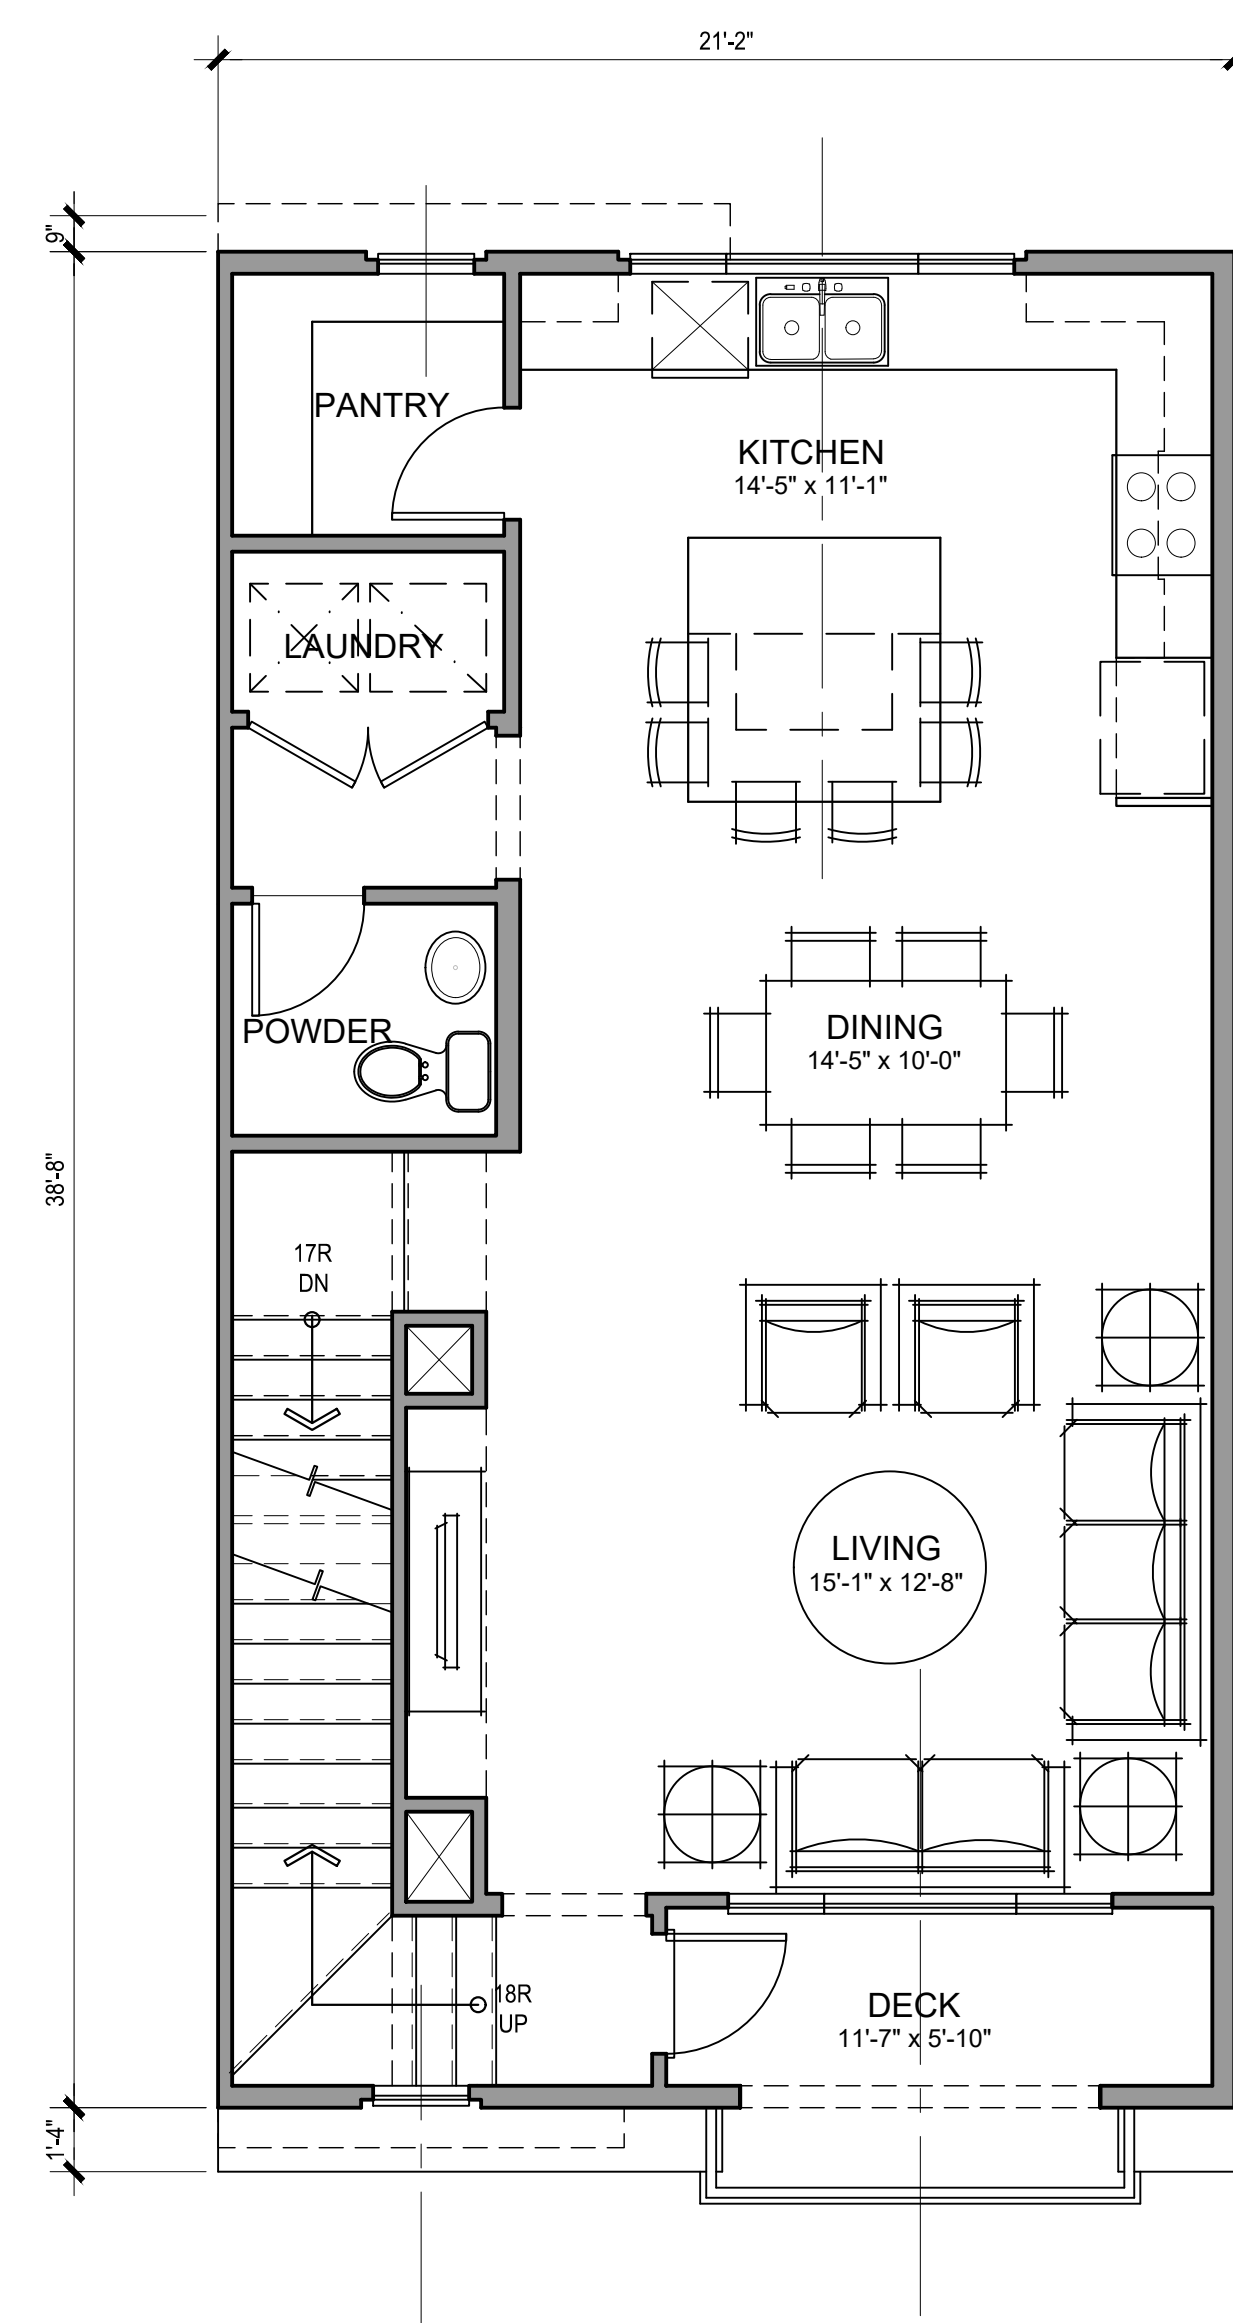 21'-2"
9"
PANTRY
KITCHEN
14'-5" x 11'-1"
LAUNDRY
POWDER
DINING
14'-5" x 10'-0"
38'-8"
17R
DN
LIVING
15'-1" x 12'-8"
18R
UP
DECK
11'-7" x 5'-10"
1'-4"